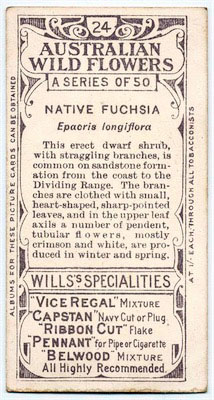 24
AUSTRALIAN
WILD FLOWERS
A SERIES OF 50
NATIVE FUCHSIA
Epacris longiflora
This erect dwarf shrub,
with straggling branches, is
common on sandstone form-
ation from the coast to the
Dividing Range. The bran-
ches are clothed with small,
heart-shaped, sharp-pointed
leaves, and in the upper leaf
axils a number of pendent,
tubular flowers, mostly
crimson and white, are pro-
duced in winter and spring.
WILLS'S SPECIALITIES
"VICE REGAL" MIXTURE
"CAPSTAN" Navy Cut or Plug
"RIBBON CUT" Flake
"PENNANT" for Pipe or Cigarette
"BELWOOD" MIXTURE
All Highly Recommended.
ALBUMS FOR THESE PICTURE CARDS CAN BE OBTAINED
AT 1/- EACH, THROUGH ALL TOBACCONISTS